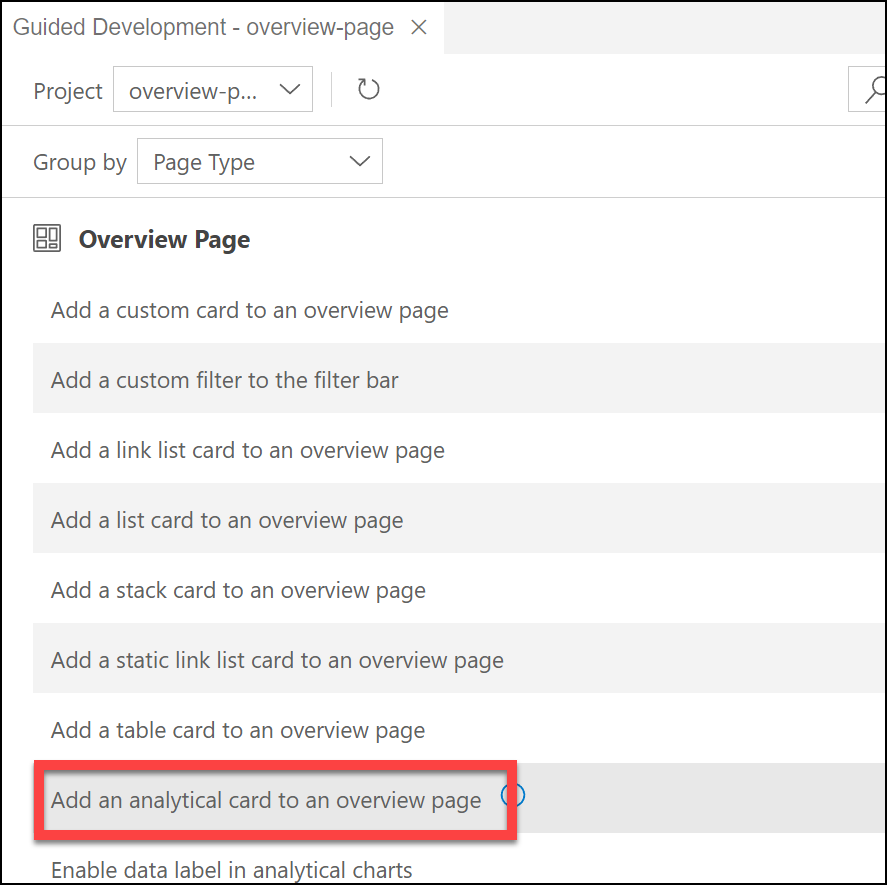 Guided Development - overview-page
Project overview-p...
Group by Page Type
Overview Page
Add a custom card to an overview page
Add a custom filter to the filter bar
Add a link list card to an overview page
Add a list card to an overview page
Add a stack card to an overview page
Add a static link list card to an overview page
Add a table card to an overview page
Add an analytical card to an overview page
Enable data label in analytical charts